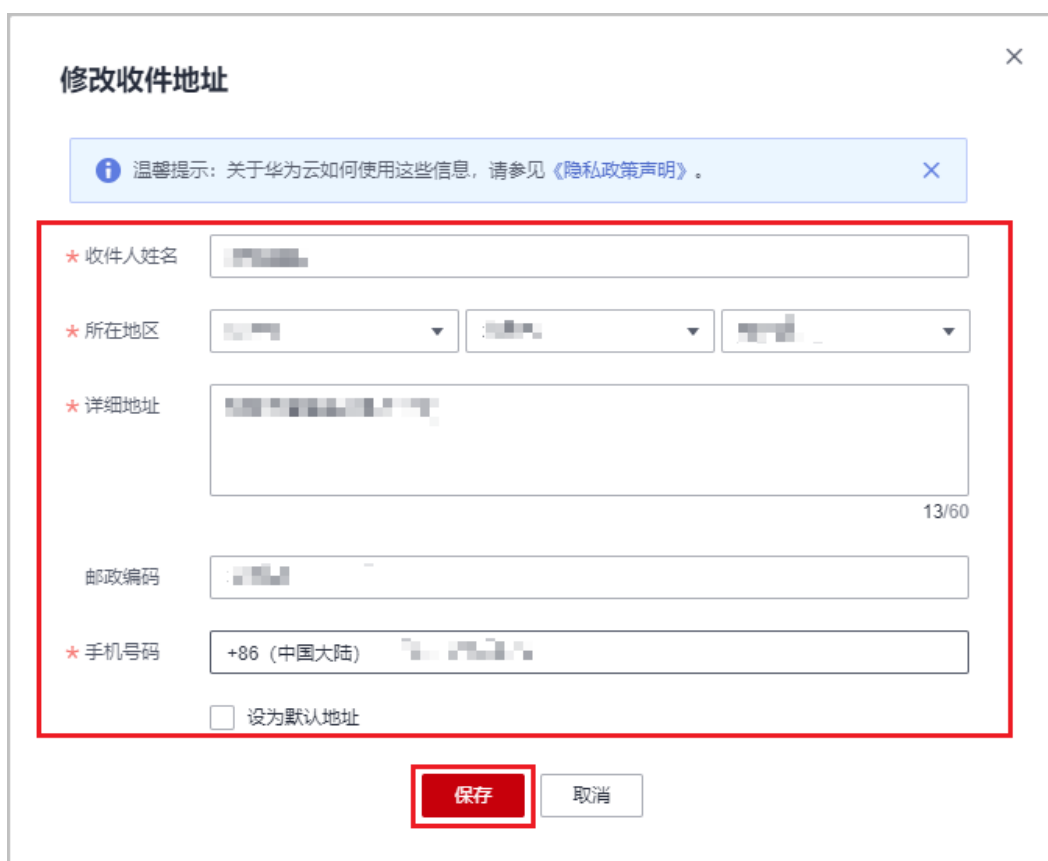 修改收件地址
温馨提示：关于华为云如何使用这些信息，请参见《隐私政策声明》。
* 收件人姓名
* 所在地区
* 详细地址
13/60
邮政编码
* 手机号码 +86（中国大陆）
设为默认地址
保存 取消